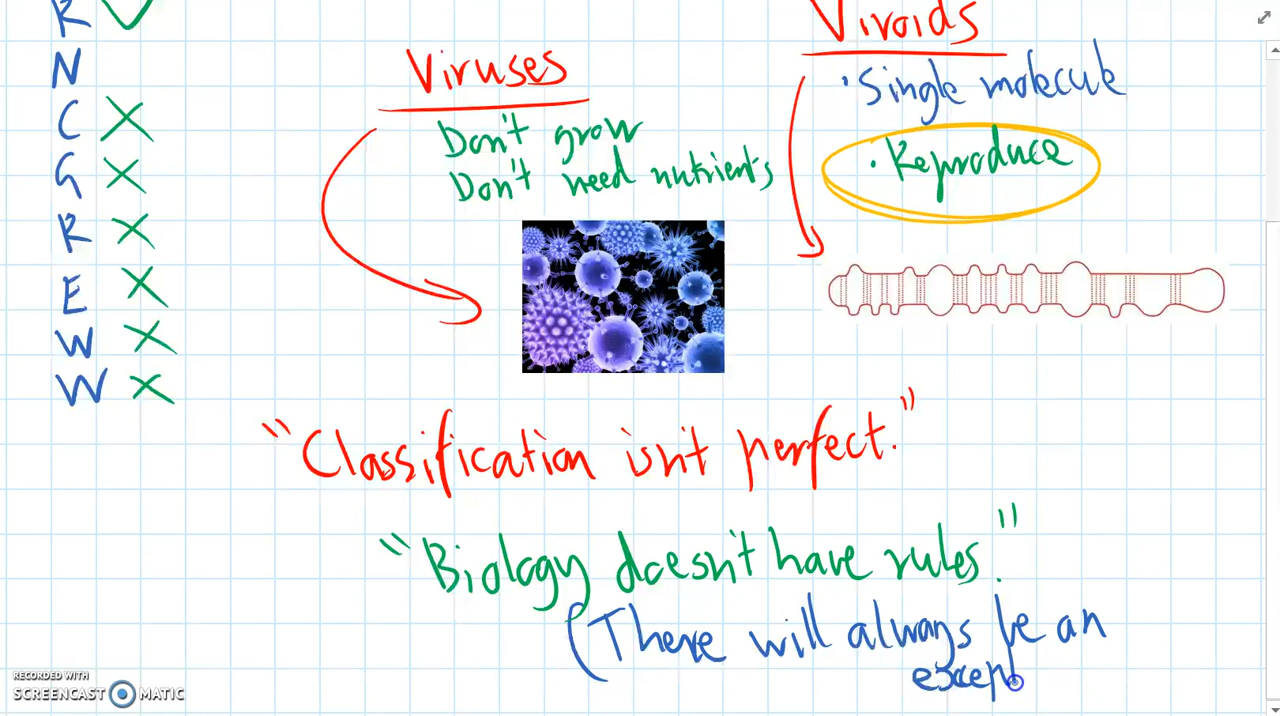 R ✓
N
C X
G X
R X
E X
W X
W X
Viruses
Don't grow
Don't need nutrients
Viroids
· Single molecule
· Reproduce
"Classification isn't perfect."
"Biology doesn't have rules."
(There will always be an
excep
RECORDED WITH
SCREENCAST MATIC